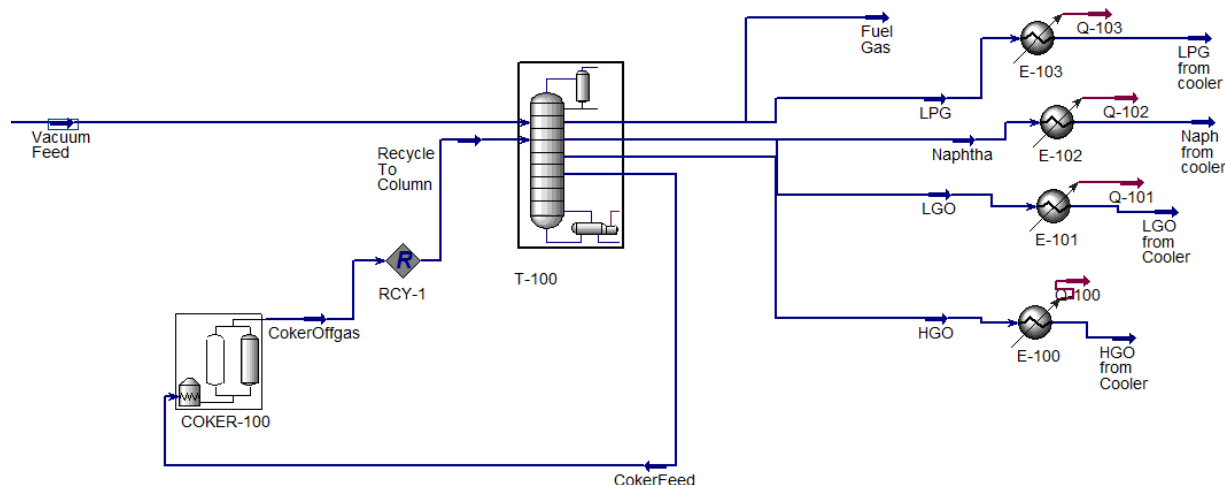 Fuel
Gas
Q-103
E-103
LPG
from
cooler
LPG
Vacuum
Feed
Recycle
To
Column
Q-102
E-102
Naph
from
cooler
Naphtha
Q-101
E-101
LGO
from
Cooler
LGO
T-100
R
RCY-1
CokerOffgas
Q-100
E-100
HGO
from
Cooler
HGO
COKER-100
CokerFeed